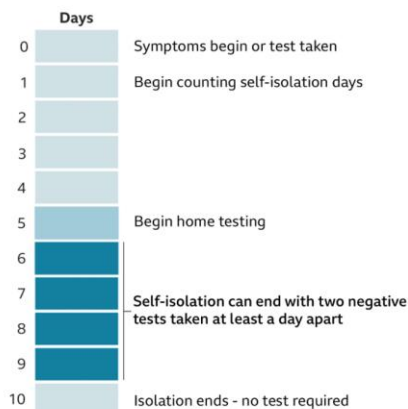 Days
0 Symptoms begin or test taken
1 Begin counting self-isolation days
2
3
4
5 Begin home testing
6
7
Self-isolation can end with two negative
tests taken at least a day apart
8
9
10 Isolation ends - no test required